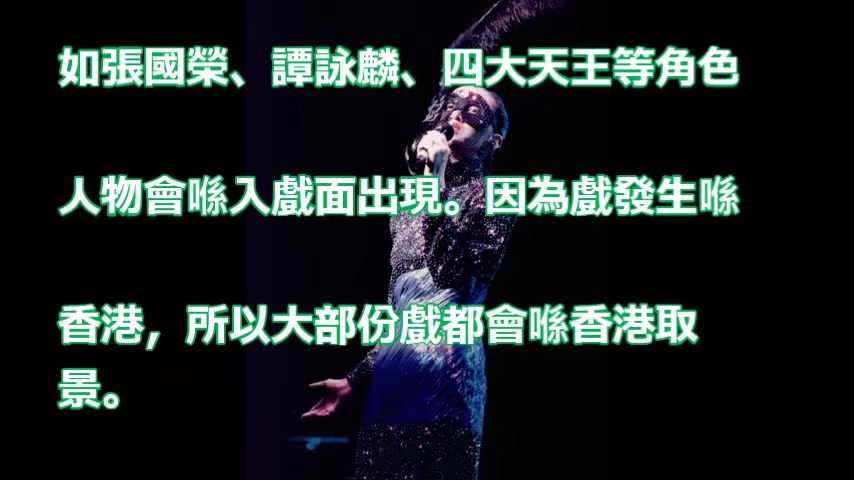 如張國榮、譚詠麟、四大天王等角色
人物會喺入戲面出現。因為戲發生喺
香港，所以大部份戲都會喺香港取
景。